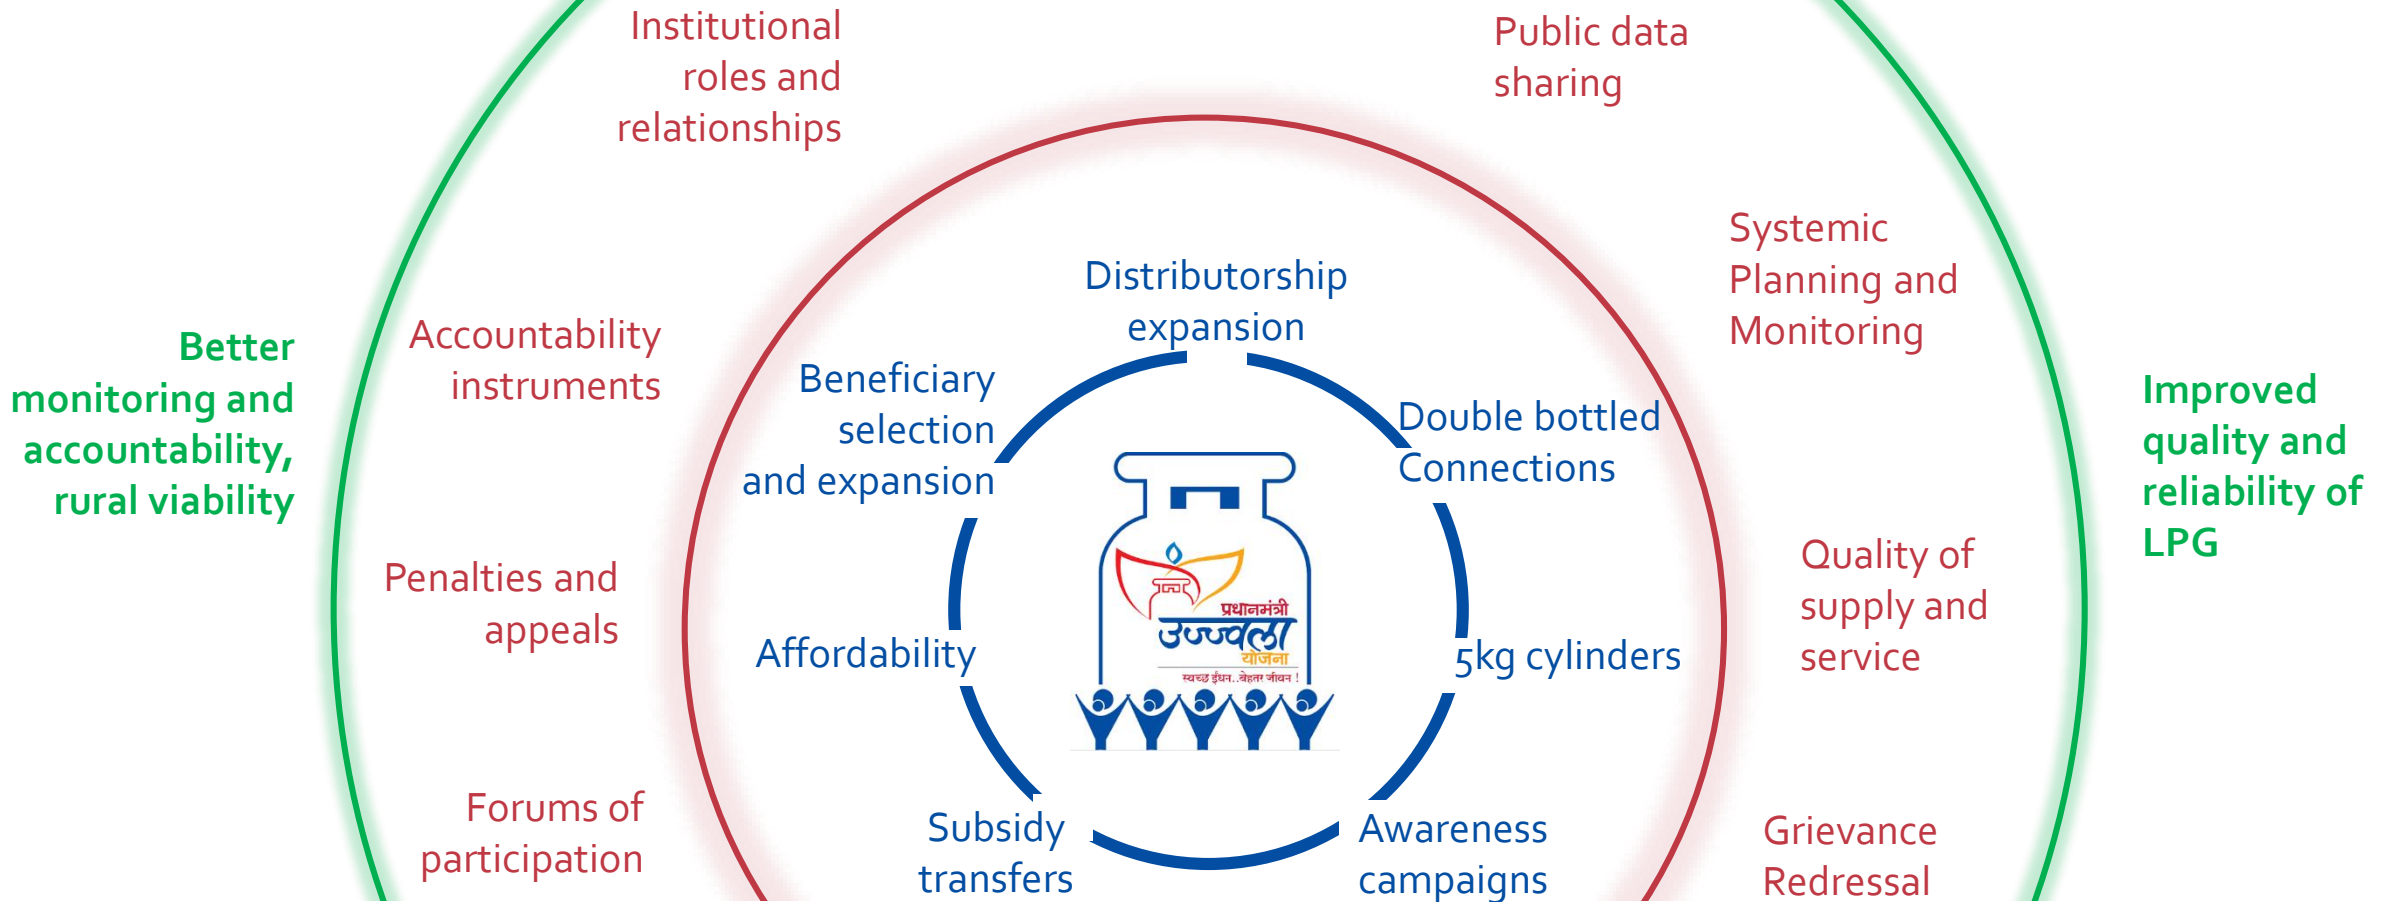 Institutional
roles and
relationships
Public data
sharing
Systemic
Planning and
Monitoring
Distributorship
expansion
Accountability
instruments
Better
monitoring and
accountability,
rural viability
Beneficiary
selection
and expansion
Double bottled
Connections
Improved
quality and
reliability of
LPG
Penalties and
appeals
Quality of
supply and
service
प्रधानमंत्री
उज्ज्वला
योजना
स्वच्छ ईंधन..बेहतर जीवन !
Affordability
5kg cylinders
Forums of
participation
Subsidy
transfers
Awareness
campaigns
Grievance
Redressal